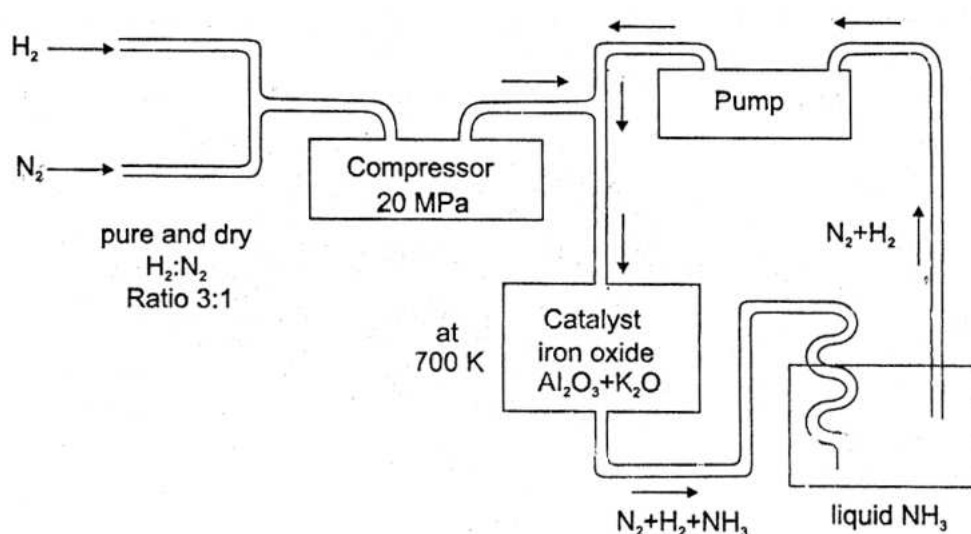 H₂
N₂
pure and dry
H₂:N₂
Ratio 3:1
Compressor
20 MPa
Pump
at
700 K
Catalyst
iron oxide
Al₂O₃+K₂O
N₂+H₂
N₂+H₂+NH₃
liquid NH₃